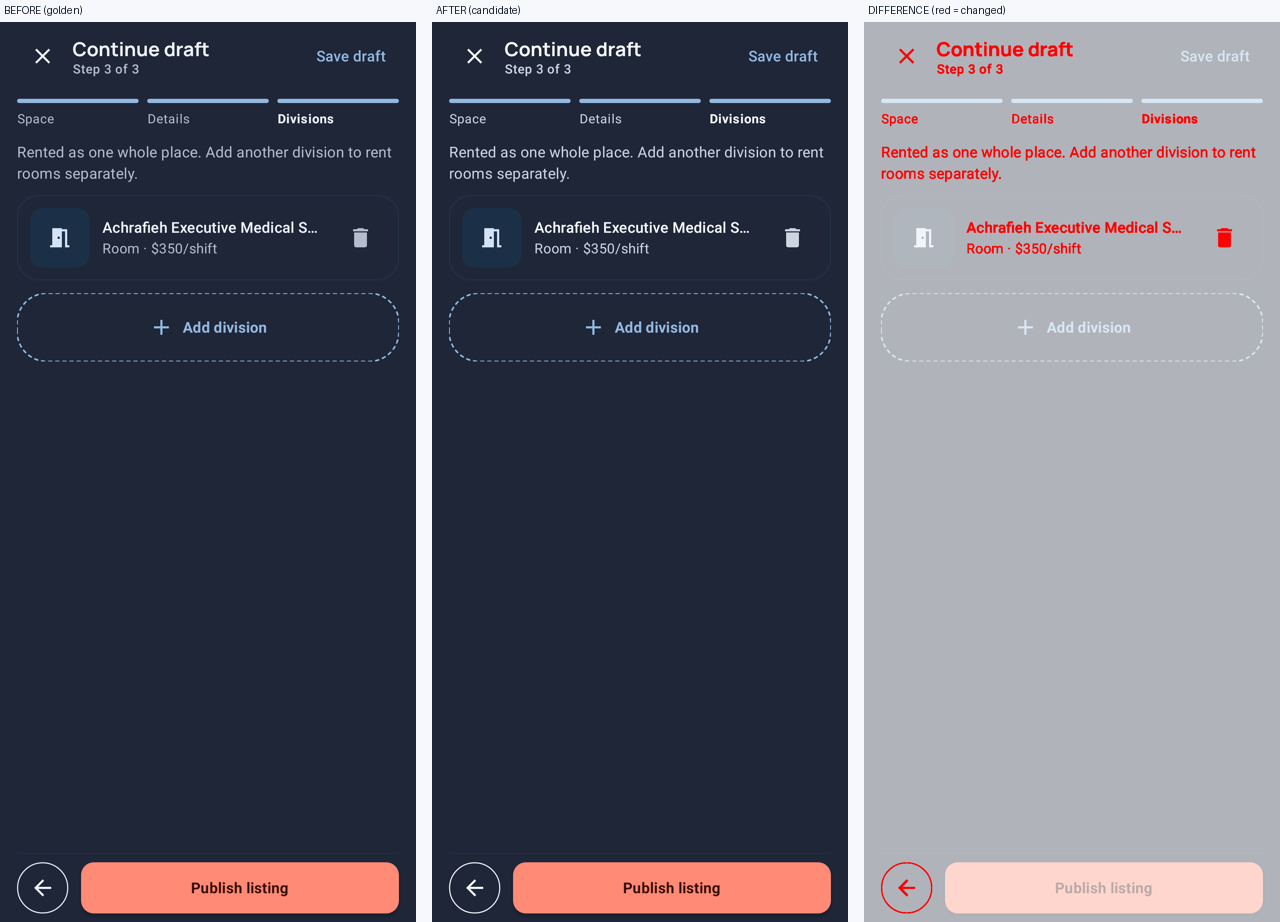 BEFORE (golden)
Continue draft
Step 3 of 3
Save draft
Space
Details
Divisions
Rented as one whole place. Add another division to rent
rooms separately.
Achrafieh Executive Medical S...
Room · $350/shift
Add division
Publish listing
AFTER (candidate)
Continue draft
Step 3 of 3
Save draft
Space
Details
Divisions
Rented as one whole place. Add another division to rent
rooms separately.
Achrafieh Executive Medical S...
Room · $350/shift
Add division
Publish listing
DIFFERENCE (red = changed)
Continue draft
Step 3 of 3
Save draft
Space
Details
Divisions
Rented as one whole place. Add another division to rent
rooms separately.
Achrafieh Executive Medical S...
Room · $350/shift
Add division
Publish listing